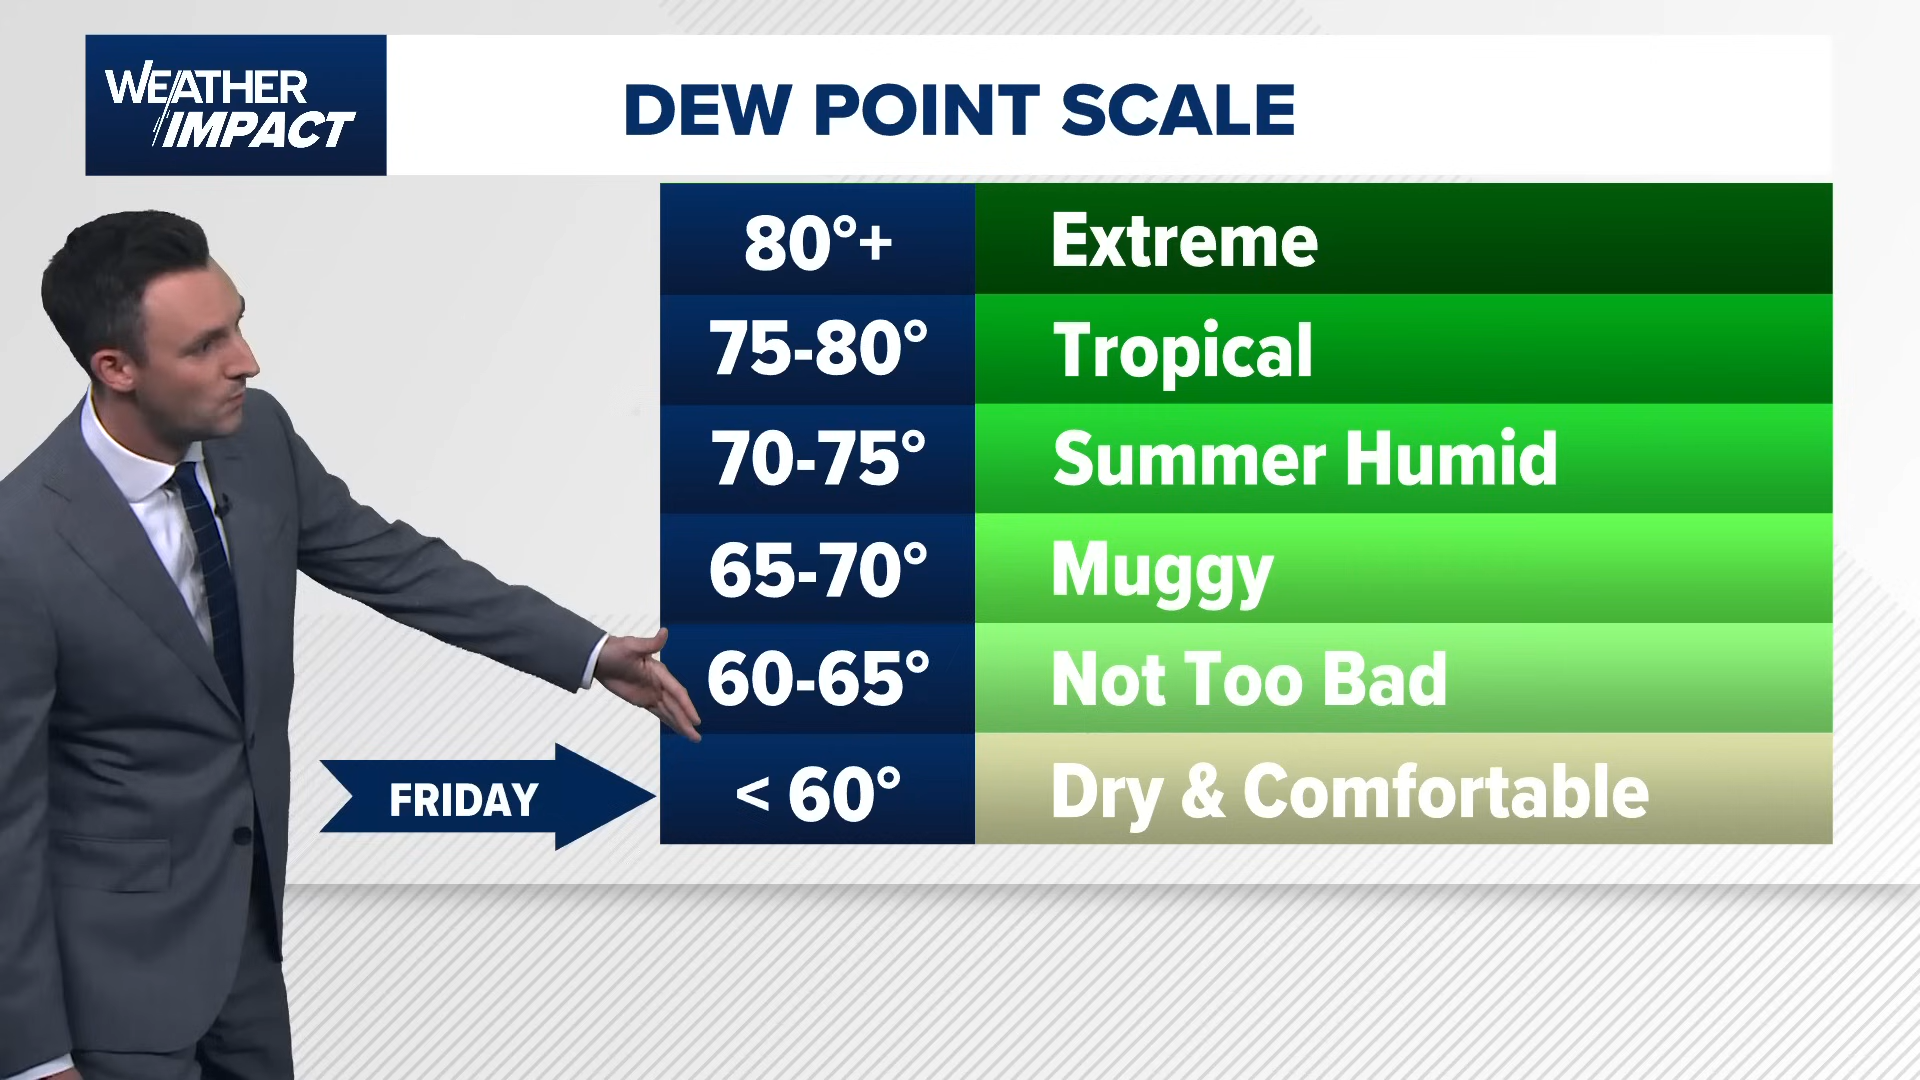 WEATHER
IMPACT
DEW POINT SCALE
80°+ Extreme
75-80° Tropical
70-75° Summer Humid
65-70° Muggy
60-65° Not Too Bad
FRIDAY < 60° Dry & Comfortable